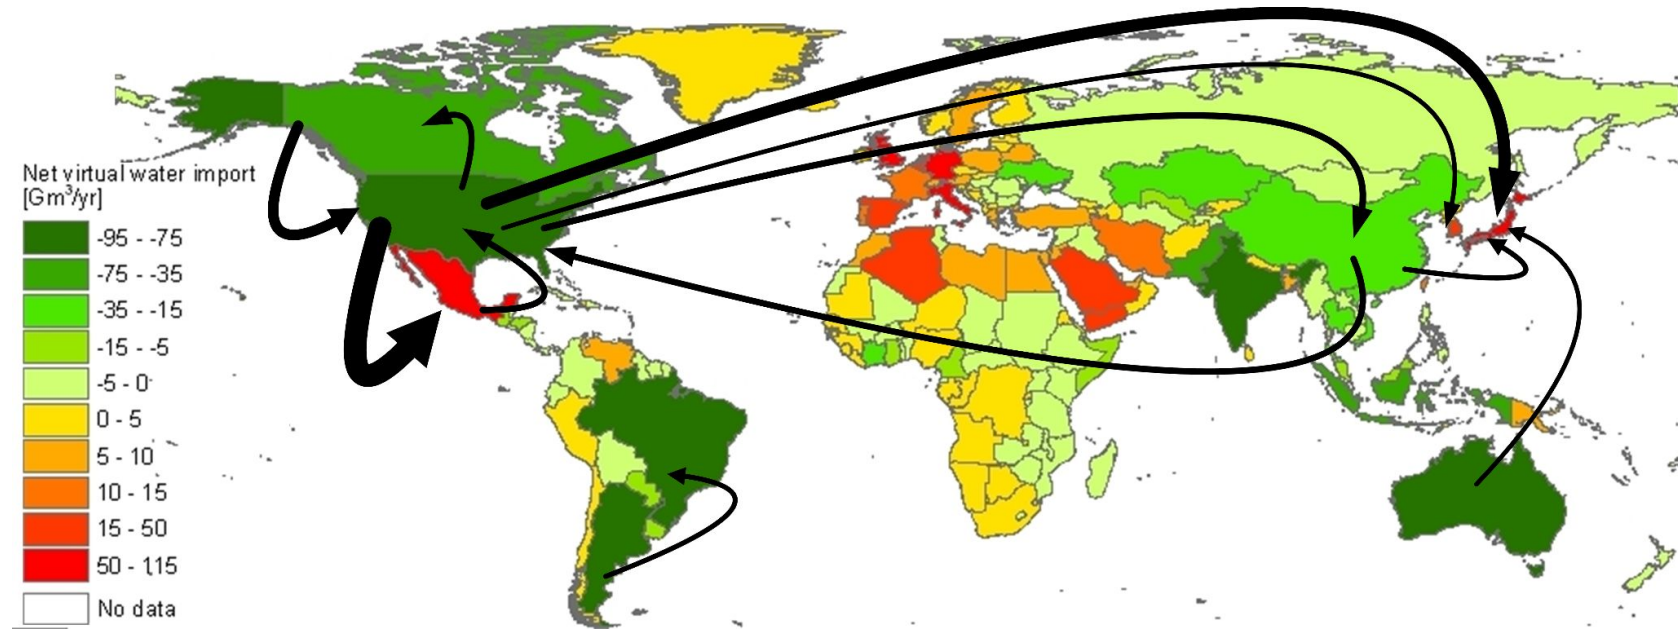 Net virtual water import
[Gm³/yr]
-95 - -75
-75 - -35
-35 - -15
-15 - -5
-5 - 0
0 - 5
5 - 10
10 - 15
15 - 50
50 - 115
No data